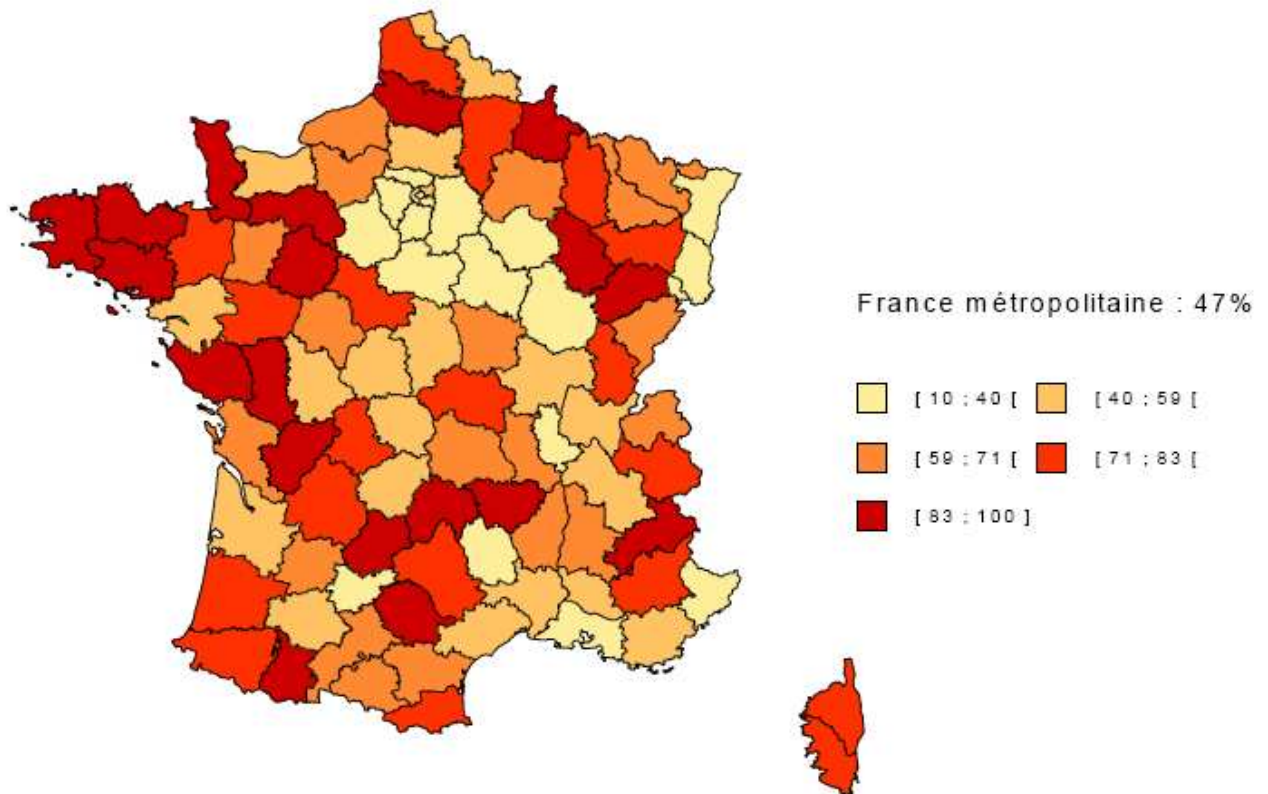 France métropolitaine : 47%
[ 10 ; 40 [ [ 40 ; 59 [
[ 59 ; 71 [ [ 71 ; 83 [
[ 83 ; 100 ]